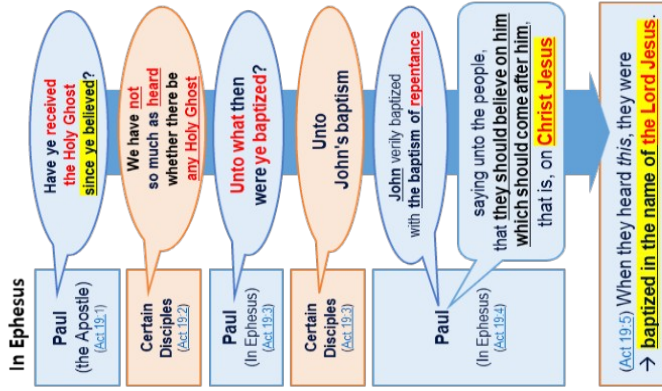 In Ephesus
Paul
(the Apostle)
(Act 19:1)
Have ye received
the Holy Ghost
since ye believed?
Certain
Disciples
(Act 19:2)
We have not
so much as heard
whether there be
any Holy Ghost
Paul
(In Ephesus)
(Act 19:3)
Unto what then
were ye baptized?
Certain
Disciples
(Act 19:3)
Unto
John's baptism
Paul
(In Ephesus)
(Act 19:4)
John verily baptized
with the baptism of repentance
saying unto the people,
that they should believe on him
which should come after him,
that is, on Christ Jesus
(Act 19:5) When they heard this, they were
→ baptized in the name of the Lord Jesus.